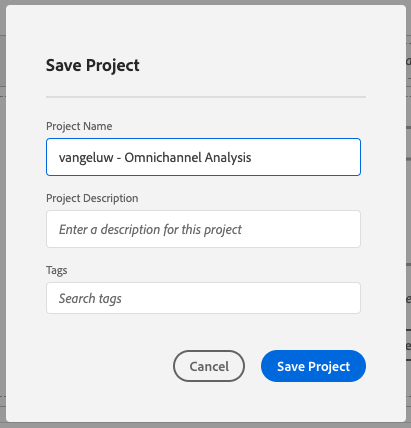 Save Project
Project Name
vangeluw - Omnichannel Analysis
Project Description
Enter a description for this project
Tags
Search tags
Cancel
Save Project